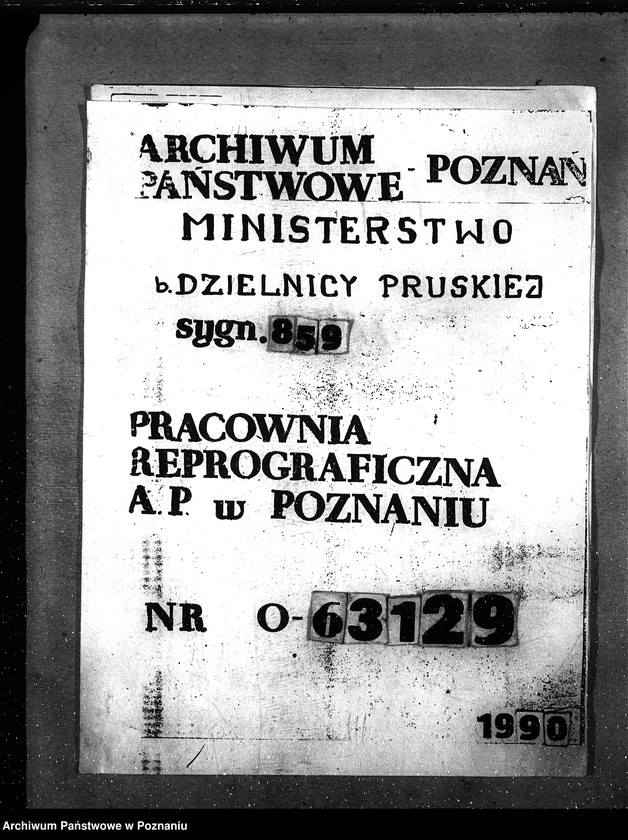 ARCHIWUM
PAŃSTWOWE - POZNAŃ
MINISTERSTWO
b. DZIELNICY PRUSKIEJ
sygn. 859
PRACOWNIA
REPROGRAFICZNA
A.P. w POZNANIU
NR O-63129
1990
Archiwum Państwowe w Poznaniu